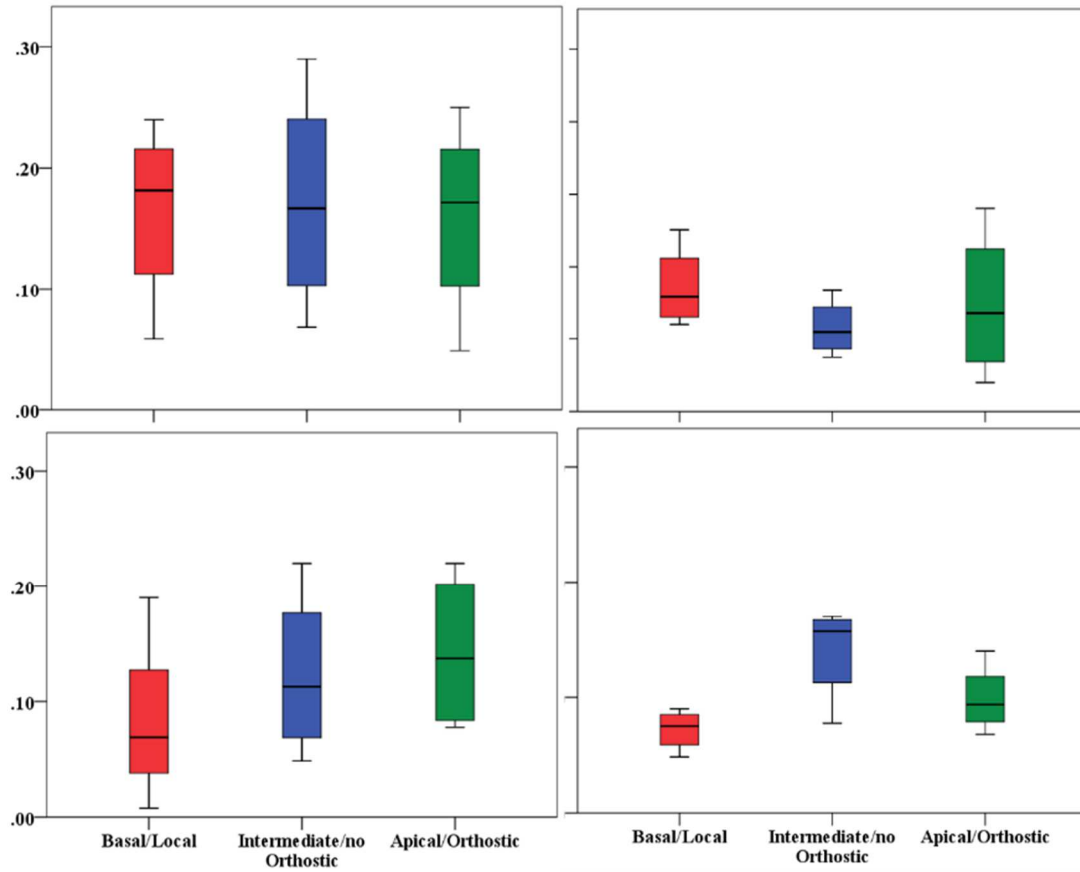 .30
.20
.10
.00
.30
.20
.10
.00
Basal/Local
Intermediate/no
Orthostic
Apical/Orthostic
Basal/Local
Intermediate/no
Orthostic
Apical/Orthostic